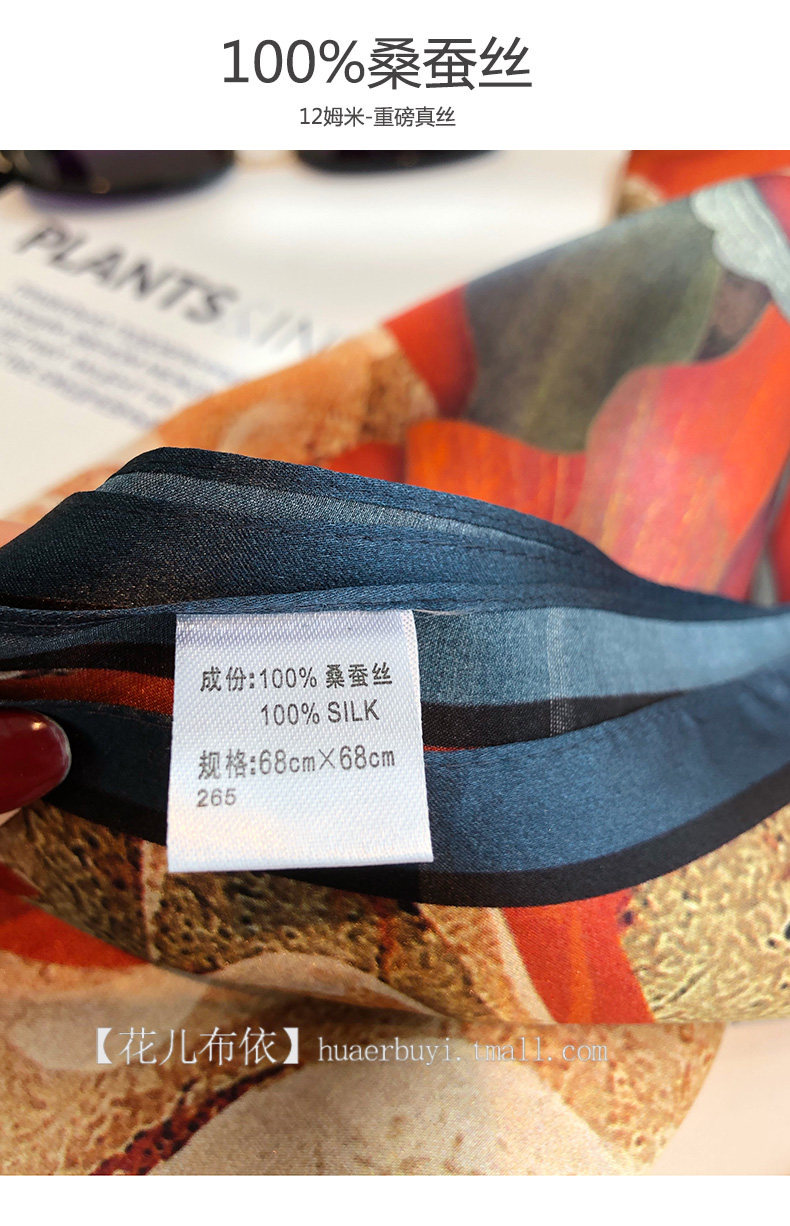 100%桑蚕丝
12姆米-重磅真丝
PLANTS
成份:100% 桑蚕丝
100% SILK
规格:68cm×68cm
265
【花儿布依】huaerbuyi.tmall.com